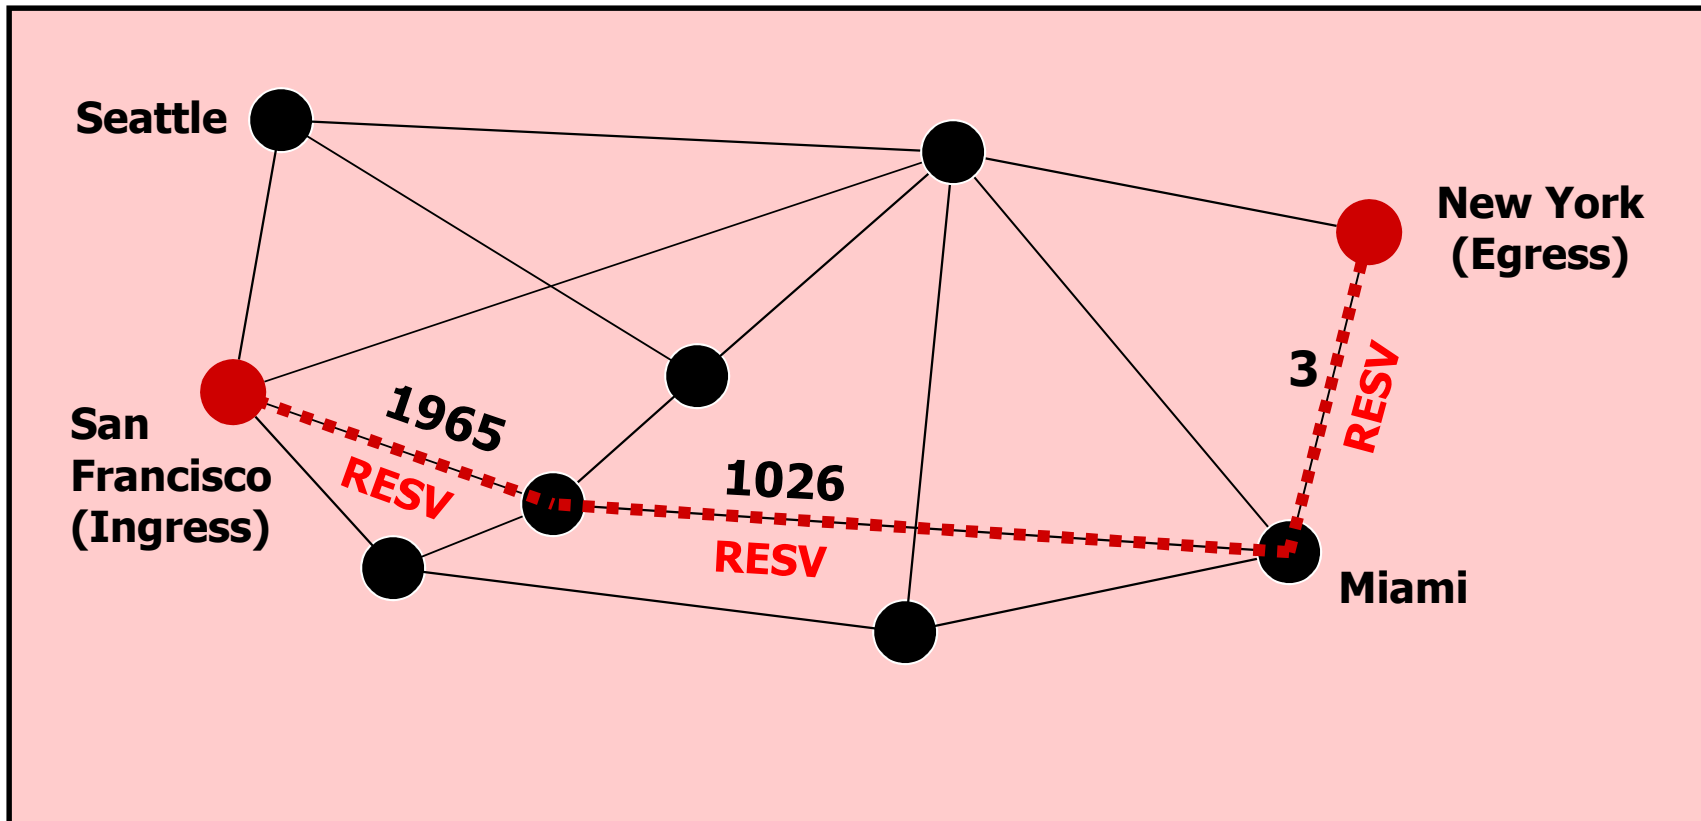 Seattle
New York
(Egress)
3
RESV
San
Francisco
(Ingress)
1965
RESV
1026
RESV
Miami